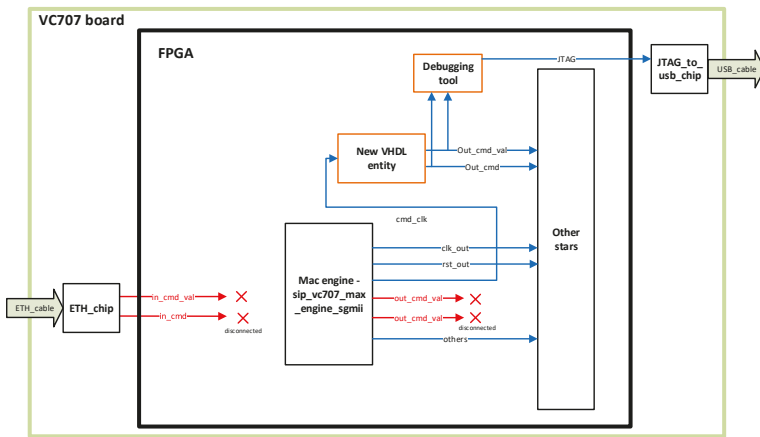 VC707 board
FPGA
Debugging
tool
JTAG
JTAG_to_
usb_chip
USB_cable
New VHDL
entity
Out_cmd_val
Out_cmd
cmd_clk
Other
stars
clk_out
rst_out
Mac engine -
sip_vc707_max
_engine_sgmii
in_cmd_val
in_cmd
disconnected
ETH_cable
ETH_chip
out_cmd_val
out_cmd_val
disconnected
others